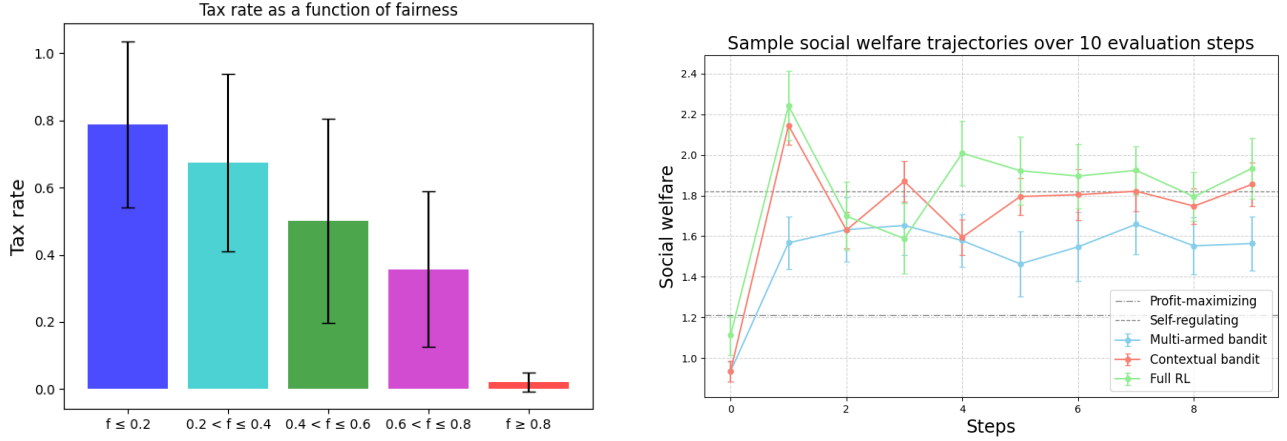 Tax rate as a function of fairness
Tax rate
1.0
0.8
0.6
0.4
0.2
0.0
f ≤ 0.2
0.2 < f ≤ 0.4
0.4 < f ≤ 0.6
0.6 < f ≤ 0.8
f ≥ 0.8
Sample social welfare trajectories over 10 evaluation steps
Social welfare
2.4
2.2
2.0
1.8
1.6
1.4
1.2
1.0
0
2
4
6
8
Steps
Profit-maximizing
Self-regulating
Multi-armed bandit
Contextual bandit
Full RL